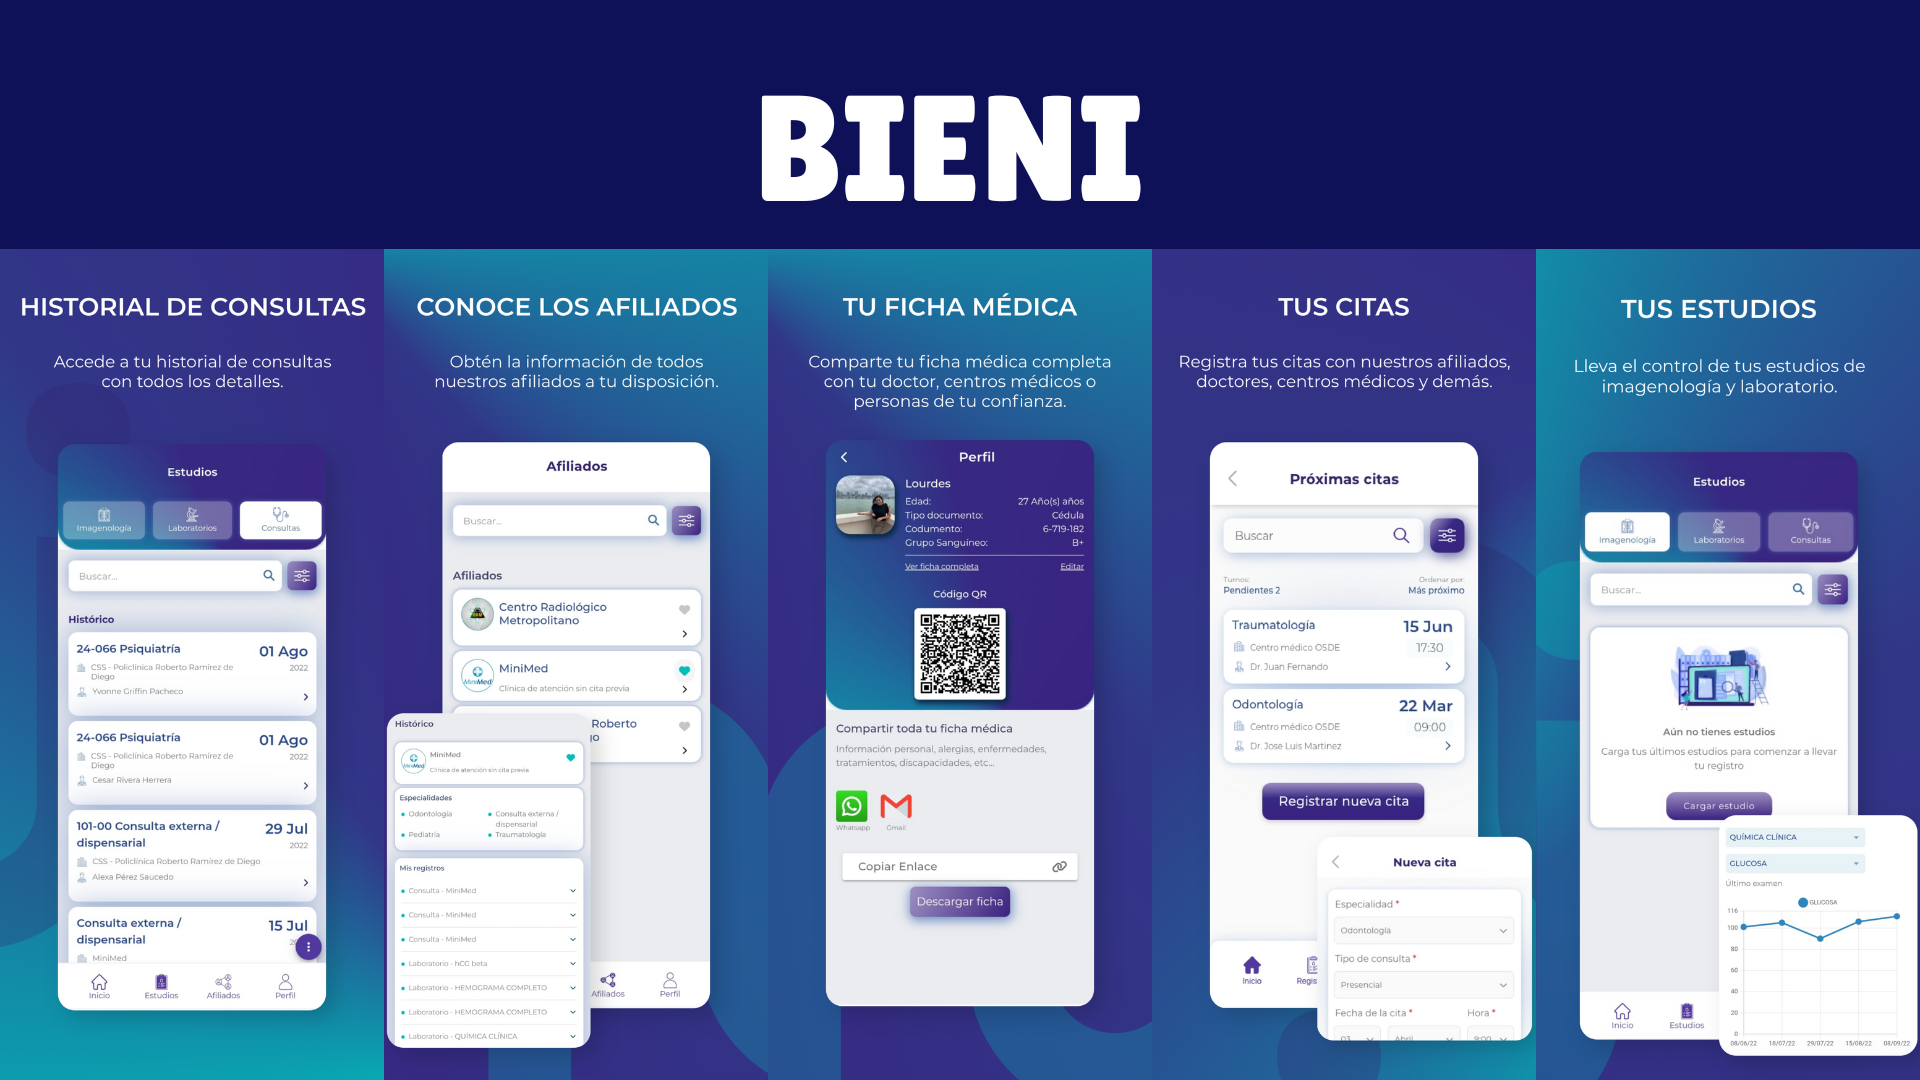 BIENI
HISTORIAL DE CONSULTAS
Accede a tu historial de consultas
con todos los detalles.
Estudios
Imagenología
Laboratorios
Consultas
Buscar...
Histórico
24-066 Psiquiatría
01 Ago
CSS - Policlínica Roberto Ramírez de
Diego
2022
Yvonne Griffin Pacheco
24-066 Psiquiatría
01 Ago
CSS - Policlínica Roberto Ramírez de
Diego
2022
Cesar Rivera Herrera
101-00 Consulta externa /
dispensarial
29 Jul
2022
CSS - Policlínica Roberto Ramírez de Diego
Alexa Pérez Saucedo
Consulta externa /
dispensarial
15 Jul
MiniMed
Inicio
Estudios
Afiliados
Perfil
CONOCE LOS AFILIADOS
Obtén la información de todos
nuestros afiliados a tu disposición.
Afiliados
Buscar...
Afiliados
Centro Radiológico
Metropolitano
MiniMed
MiniMed
Clínica de atención sin cita previa
Roberto
go
Histórico
MiniMed
MiniMed
Clínica de atención sin cita previa
Especialidades
Odontología
Consulta externa /
dispensarial
Pediatría
Traumatología
Mis registros
Consulta - MiniMed
Consulta - MiniMed
Consulta - MiniMed
Laboratorio - hCG beta
Laboratorio - HEMOGRAMA COMPLETO
Laboratorio - HEMOGRAMA COMPLETO
Laboratorio - QUÍMICA CLÍNICA
Afiliados
Perfil
TU FICHA MÉDICA
Comparte tu ficha médica completa
con tu doctor, centros médicos o
personas de tu confianza.
Perfil
Lourdes
Edad: 27 Año(s) años
Tipo documento: Cédula
Codumento: 6-719-182
Grupo Sanguíneo: B+
Ver ficha completa
Editar
Código QR
Compartir toda tu ficha médica
Información personal, alergias, enfermedades,
tratamientos, discapacidades, etc...
Whatsapp
Gmail
Copiar Enlace
Descargar ficha
TUS CITAS
Registra tus citas con nuestros afiliados,
doctores, centros médicos y demás.
Próximas citas
Buscar
Turnos:
Pendientes 2
Ordenar por:
Más próximo
Traumatología
15 Jun
Centro médico OSDE
17:30
Dr. Juan Fernando
Odontología
22 Mar
Centro médico OSDE
09:00
Dr. Jose Luis Martinez
Registrar nueva cita
Inicio
Regis
Nueva cita
Especialidad *
Odontología
Tipo de consulta *
Presencial
Fecha de la cita *
Hora *
03
Abril
9:00
TUS ESTUDIOS
Lleva el control de tus estudios de
imagenología y laboratorio.
Estudios
Imagenología
Laboratorios
Consultas
Buscar...
Aún no tienes estudios
Carga tus últimos estudios para comenzar a llevar
tu registro
Cargar estudio
Inicio
Estudios
QUÍMICA CLÍNICA
GLUCOSA
Último examen
GLUCOSA
116
100
80
60
40
20
0
08/06/22
18/07/22
29/07/22
15/08/22
08/09/22